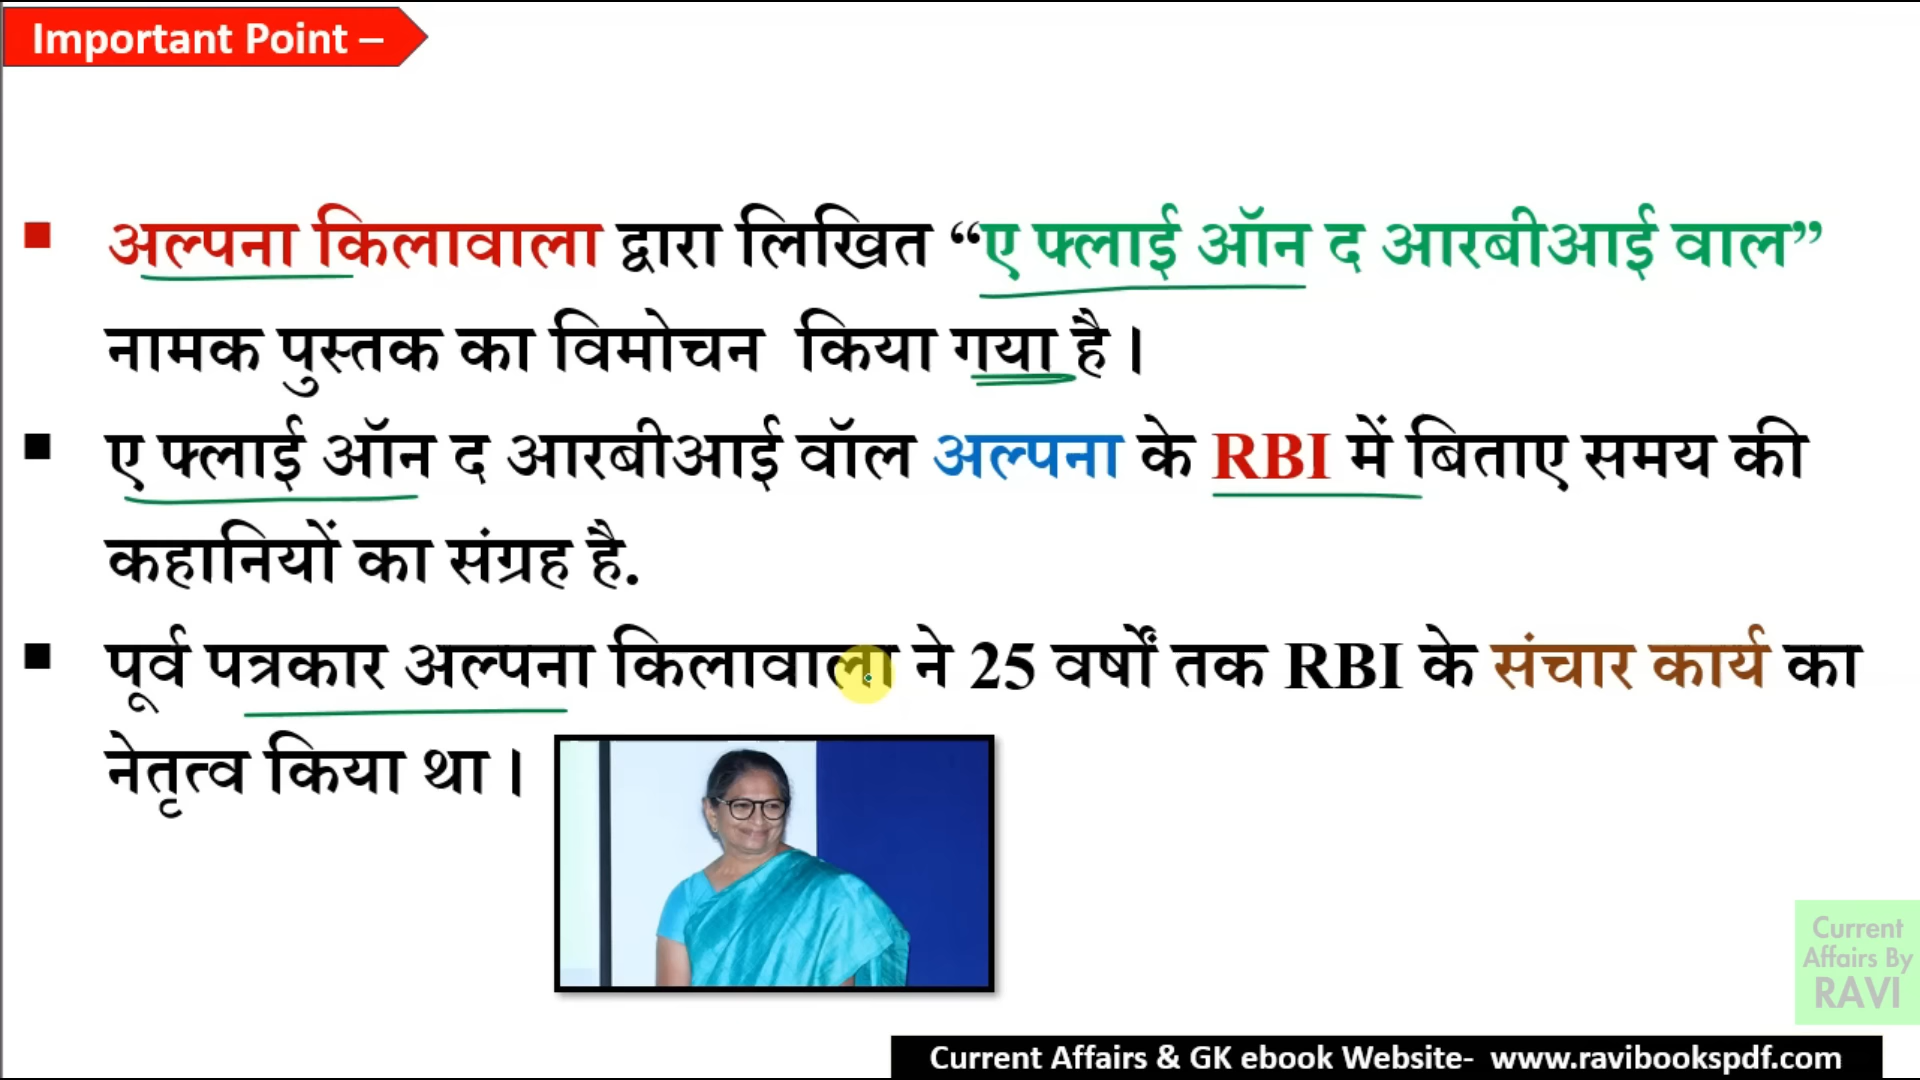 Important Point –
▪ अल्पना किलावाला द्वारा लिखित “ए फ्लाई ऑन द आरबीआई वाल”
नामक पुस्तक का विमोचन किया गया है।
▪ ए फ्लाई ऑन द आरबीआई वॉल अल्पना के RBI में बिताए समय की
कहानियों का संग्रह है.
▪ पूर्व पत्रकार अल्पना किलावाला ने 25 वर्षों तक RBI के संचार कार्य का
नेतृत्व किया था।
Current
Affairs By
RAVI
Current Affairs & GK ebook Website- www.ravibookspdf.com